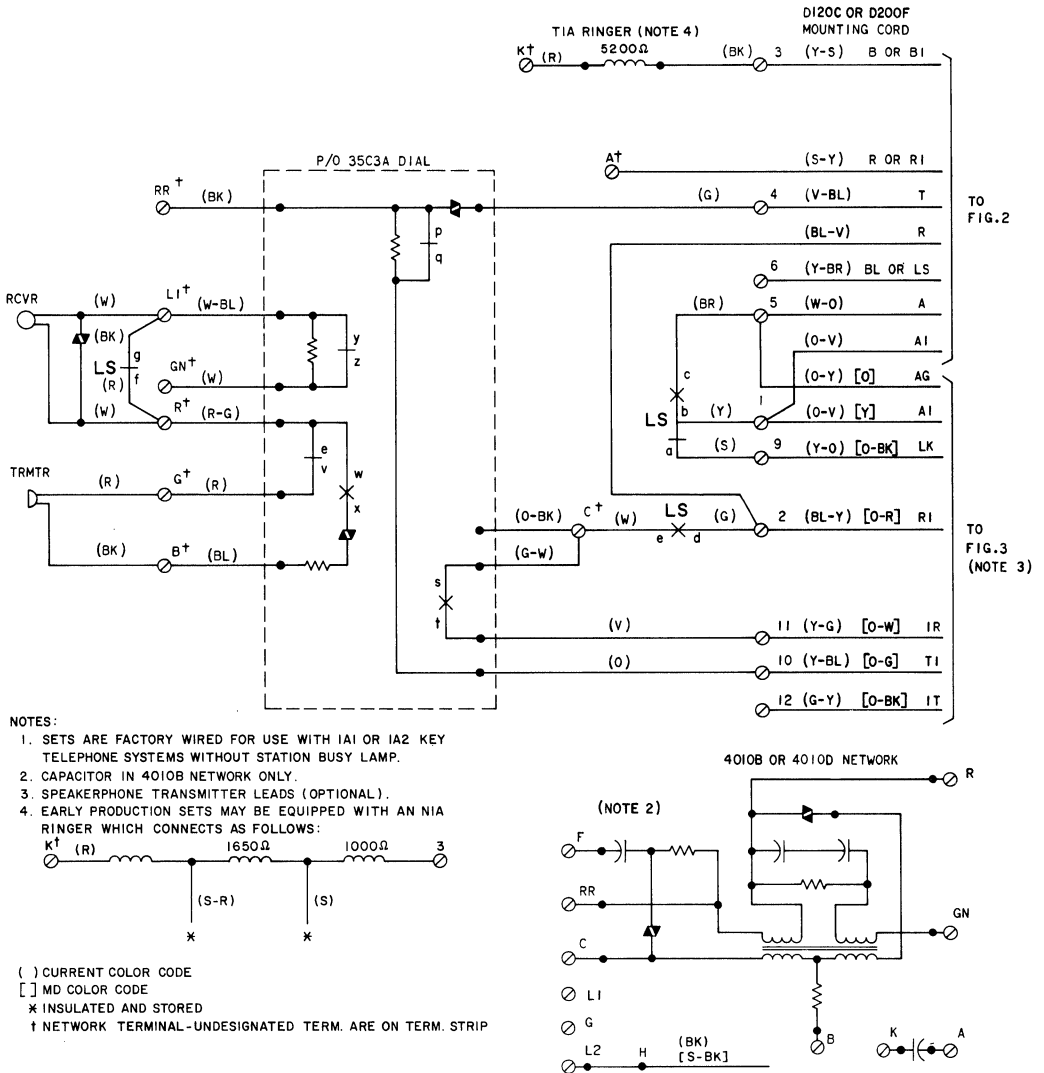 D120C OR D200F
MOUNTING CORD
T1A RINGER (NOTE 4)
K† (R) 5200Ω (BK) 3 (Y-S) B OR B1
A† (S-Y) R OR R1
P/O 35C3A DIAL
RR† (BK) (G) 4 (V-BL) T
TO
FIG.2
p
q
(BL-V) R
6 (Y-BR) BL OR LS
RCVR (W) L1† (W-BL) (BR) 5 (W-O) A
(BK) y
z
(O-V) A1
LS g
f
(R) GN† (W) c (O-Y) [O] AG
(W) R† (R-G) LS b (Y) 1 (O-V) [Y] A1
a (S) 9 (Y-O) [O-BK] LK
e
v
w
x
TRMTR (R) G† (R)
(O-BK) C† (W) LS (G) 2 (BL-Y) [O-R] R1
e d
TO
FIG.3
(NOTE 3)
(BK) B† (BL) (G-W)
s
t
(V) 11 (Y-G) [O-W] 1R
(O) 10 (Y-BL) [O-G] T1
12 (G-Y) [O-BK] 1T
NOTES:
1. SETS ARE FACTORY WIRED FOR USE WITH 1A1 OR 1A2 KEY
TELEPHONE SYSTEMS WITHOUT STATION BUSY LAMP.
2. CAPACITOR IN 4010B NETWORK ONLY.
3. SPEAKERPHONE TRANSMITTER LEADS (OPTIONAL).
4. EARLY PRODUCTION SETS MAY BE EQUIPPED WITH AN N1A
RINGER WHICH CONNECTS AS FOLLOWS:
K† (R) 1650Ω 1000Ω 3
(S-R) (S)
* *
( ) CURRENT COLOR CODE
[ ] MD COLOR CODE
* INSULATED AND STORED
† NETWORK TERMINAL-UNDESIGNATED TERM. ARE ON TERM. STRIP
4010B OR 4010D NETWORK
R
(NOTE 2)
F
RR
GN
C
L1
G
B
K A
L2 H (BK)
[S-BK]